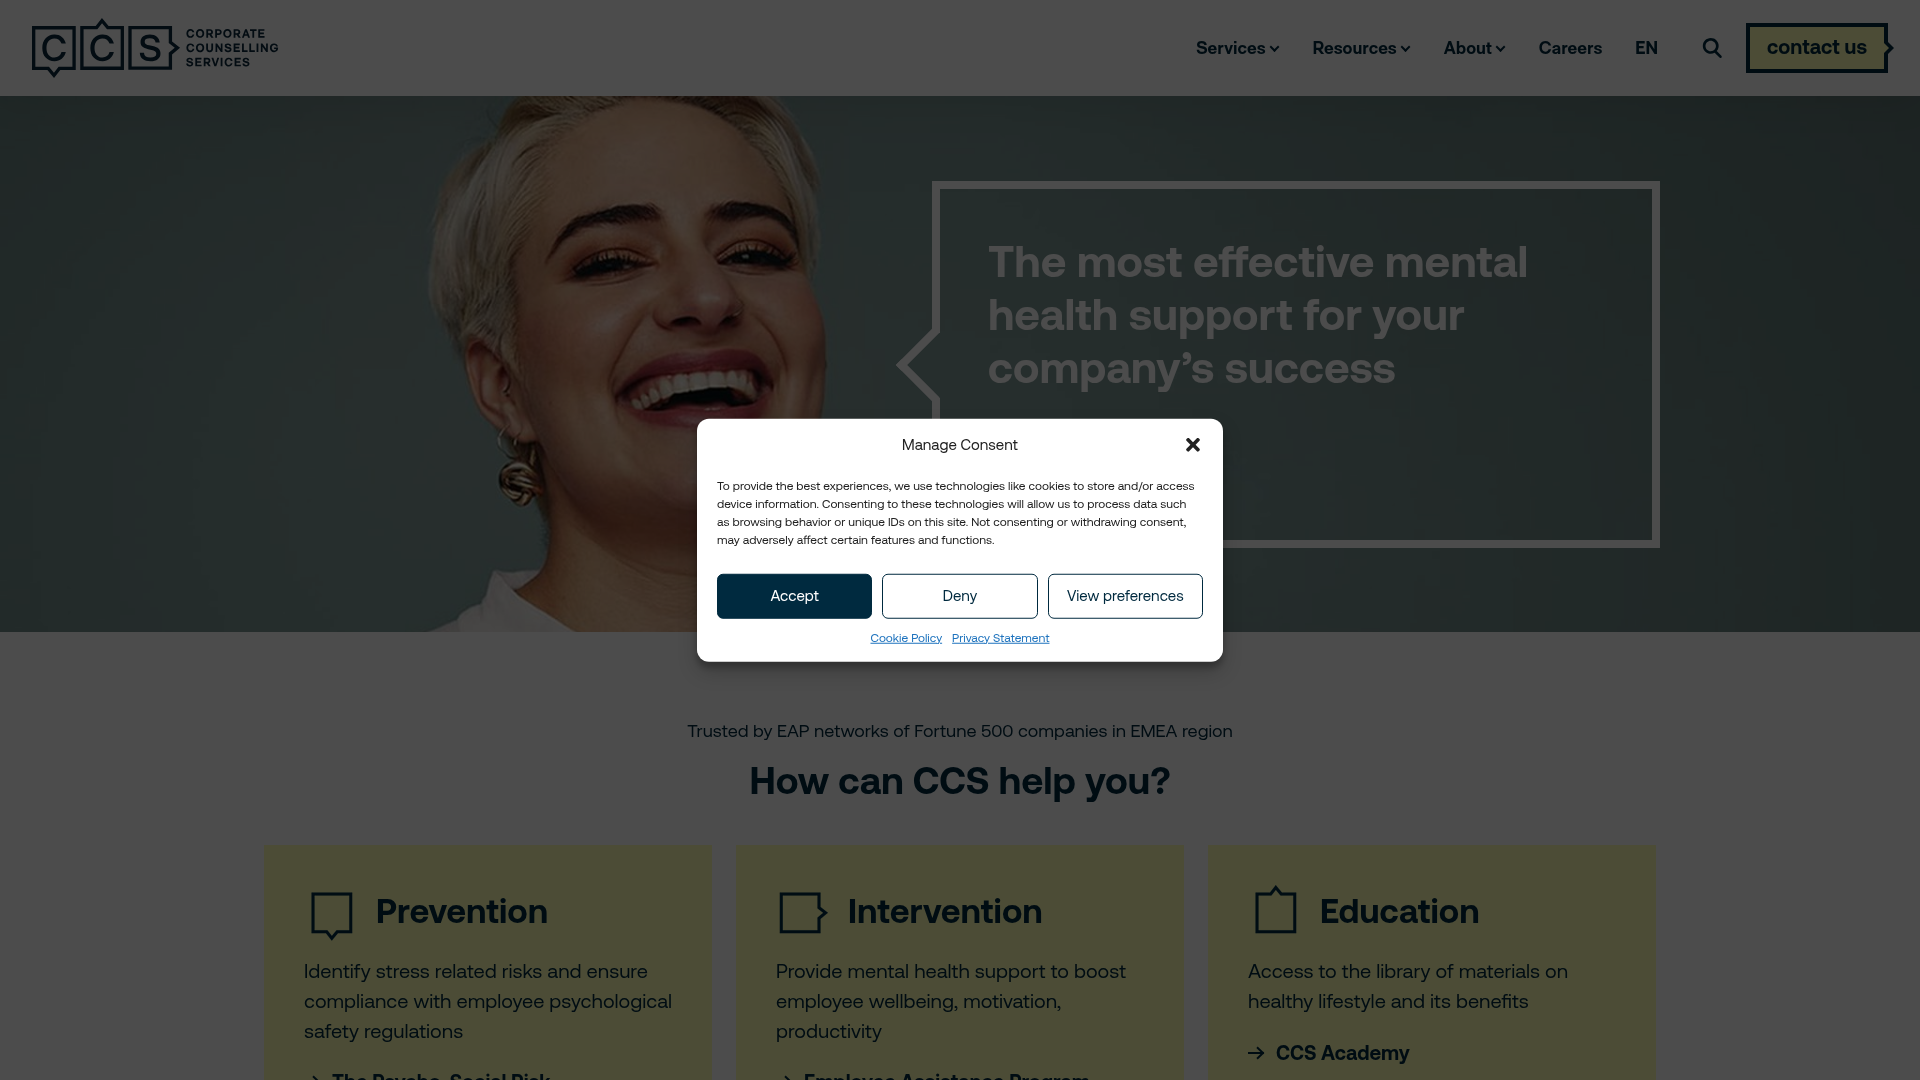 CCS CORPORATE
COUNSELLING
SERVICES
Services
Resources
About
Careers
EN
contact us
The most effective mental
health support for your
company’s success
Manage Consent
To provide the best experiences, we use technologies like cookies to store and/or access
device information. Consenting to these technologies will allow us to process data such
as browsing behavior or unique IDs on this site. Not consenting or withdrawing consent,
may adversely affect certain features and functions.
Accept
Deny
View preferences
Cookie Policy
Privacy Statement
Trusted by EAP networks of Fortune 500 companies in EMEA region
How can CCS help you?
Prevention
Identify stress related risks and ensure
compliance with employee psychological
safety regulations
The Psycho-Social Risk
Intervention
Provide mental health support to boost
employee wellbeing, motivation,
productivity
Employee Assistance Program
Education
Access to the library of materials on
healthy lifestyle and its benefits
CCS Academy